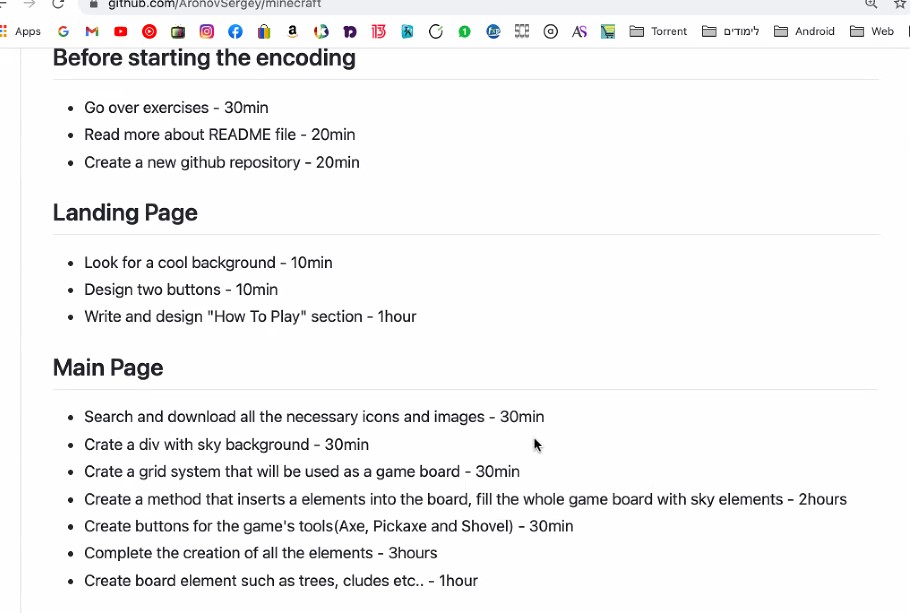 github.com/AronovSergey/minecraft
Apps
Torrent
לימודים
Android
Web
Before starting the encoding
Go over exercises - 30min
Read more about README file - 20min
Create a new github repository - 20min
Landing Page
Look for a cool background - 10min
Design two buttons - 10min
Write and design "How To Play" section - 1hour
Main Page
Search and download all the necessary icons and images - 30min
Crate a div with sky background - 30min
Crate a grid system that will be used as a game board - 30min
Create a method that inserts a elements into the board, fill the whole game board with sky elements - 2hours
Create buttons for the game's tools(Axe, Pickaxe and Shovel) - 30min
Complete the creation of all the elements - 3hours
Create board element such as trees, cludes etc.. - 1hour